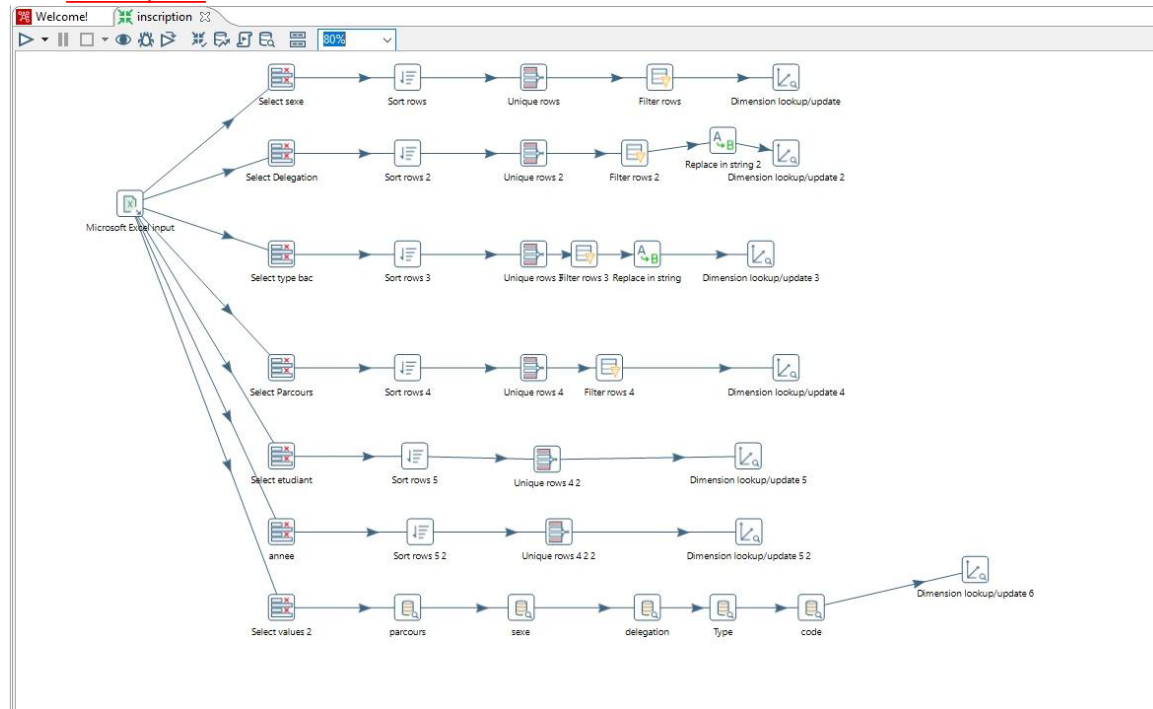 Welcome!
inscription
80%
Select sexe
Sort rows
Unique rows
Filter rows
Dimension lookup/update
Select Delegation
Sort rows 2
Unique rows 2
Filter rows 2
Replace in string 2
Dimension lookup/update 2
Microsoft Excel input
Select type bac
Sort rows 3
Unique rows 3
Filter rows 3
Replace in string
Dimension lookup/update 3
Select Parcours
Sort rows 4
Unique rows 4
Filter rows 4
Dimension lookup/update 4
Select etudiant
Sort rows 5
Unique rows 4 2
Dimension lookup/update 5
annee
Sort rows 5 2
Unique rows 4 2 2
Dimension lookup/update 5 2
Dimension lookup/update 6
Select values 2
parcours
sexe
delegation
Type
code